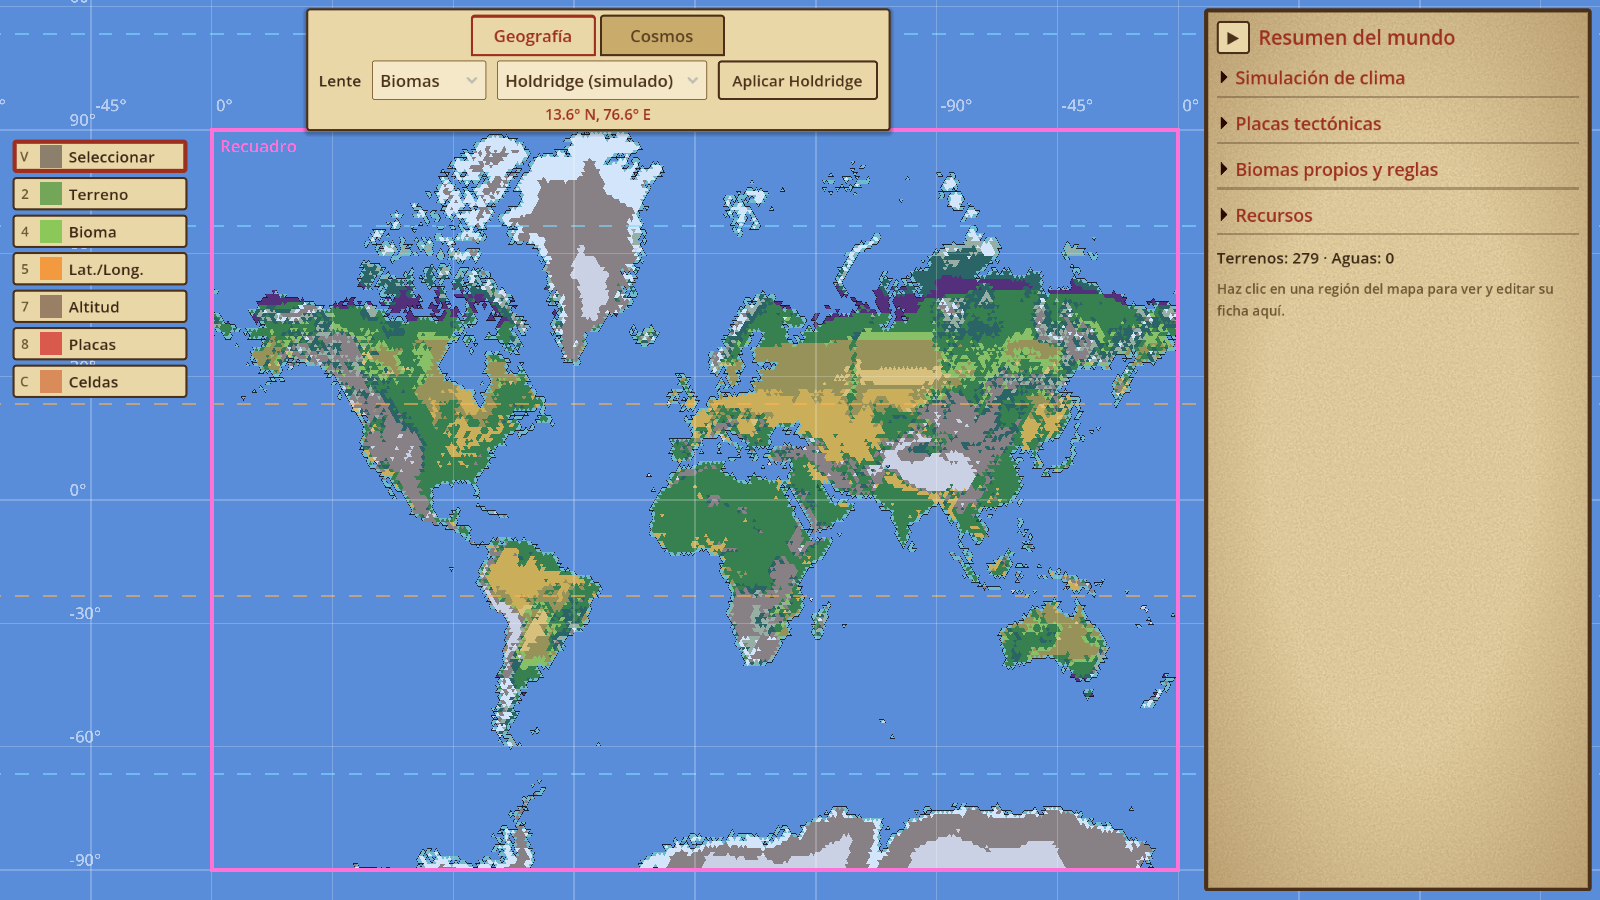 Geografía
Cosmos
Lente
Biomas
Holdridge (simulado)
Aplicar Holdridge
13.6° N, 76.6° E
Resumen del mundo
Simulación de clima
Placas tectónicas
Biomas propios y reglas
Recursos
Terrenos: 279 · Aguas: 0
Haz clic en una región del mapa para ver y editar su
ficha aquí.
-45°
0°
-90°
-45°
0°
90°
Recuadro
V Seleccionar
2 Terreno
4 Bioma
5 Lat./Long.
7 Altitud
8 Placas
C Celdas
0°
-30°
-60°
-90°